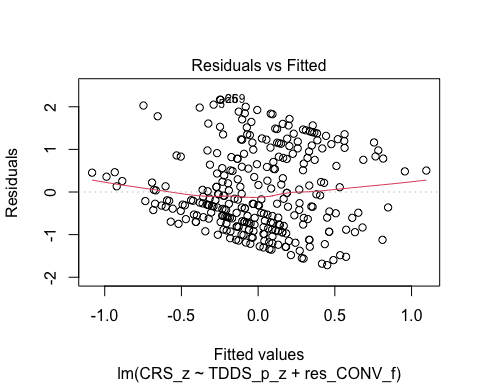 Residuals vs Fitted
Residuals
2
1
0
-1
-2
-1.0 -0.5 0.0 0.5 1.0
Fitted values
lm(CRS_z ~ TDDS_p_z + res_CONV_f)